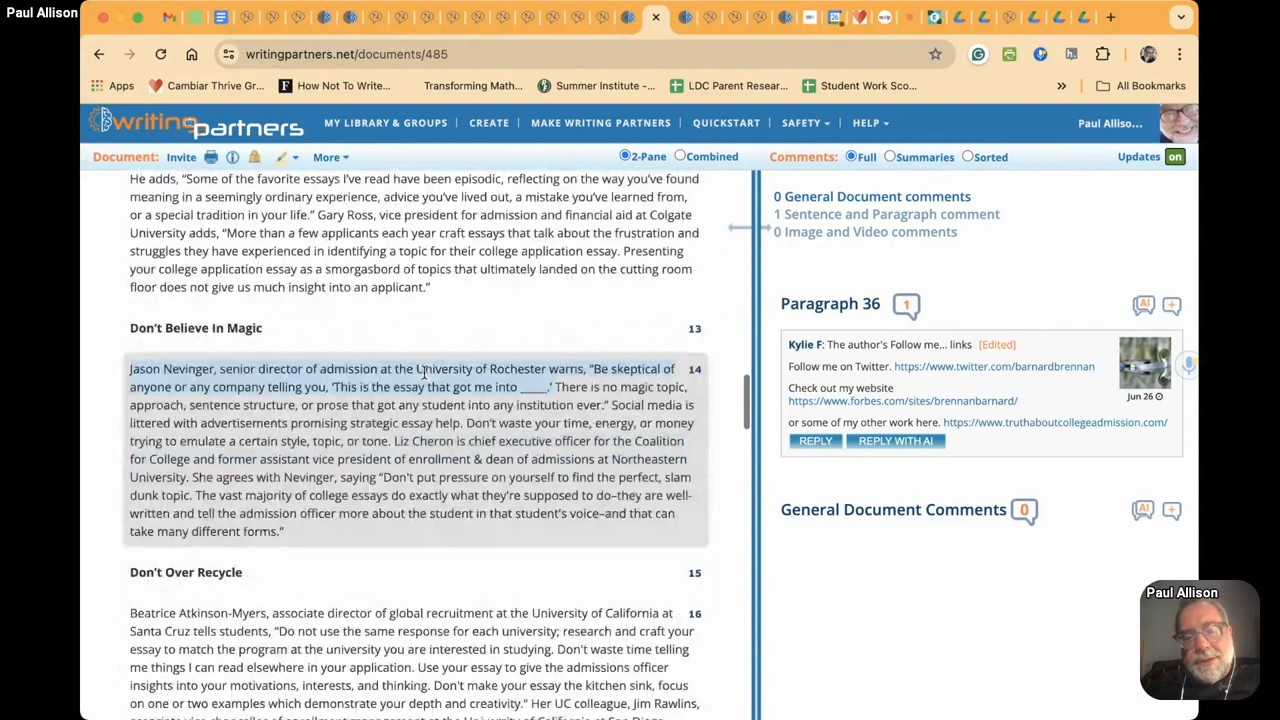 Paul Allison
writingpartners.net/documents/485
Apps
Cambiar Thrive Gr...
How Not To Write...
Transforming Math...
Summer Institute -...
LDC Parent Resear...
Student Work Sco...
»
All Bookmarks
writing partners
MY LIBRARY & GROUPS
CREATE
MAKE WRITING PARTNERS
QUICKSTART
SAFETY
HELP
Paul Alliso...
Document:
Invite
More
2-Pane
Combined
Comments:
Full
Summaries
Sorted
Updates
on
He adds, “Some of the favorite essays I’ve read have been episodic, reflecting on the way you’ve found
meaning in a seemingly ordinary experience, advice you’ve lived out, a mistake you’ve learned from,
or a special tradition in your life.” Gary Ross, vice president for admission and financial aid at Colgate
University adds, “More than a few applicants each year craft essays that talk about the frustration and
struggles they have experienced in identifying a topic for their college application essay. Presenting
your college application essay as a smorgasbord of topics that ultimately landed on the cutting room
floor does not give us much insight into an applicant.”
Don’t Believe In Magic 13
Jason Nevinger, senior director of admission at the University of Rochester warns, “Be skeptical of 14
anyone or any company telling you, ‘This is the essay that got me into _____.’ There is no magic topic,
approach, sentence structure, or prose that got any student into any institution ever.” Social media is
littered with advertisements promising strategic essay help. Don’t waste your time, energy, or money
trying to emulate a certain style, topic, or tone. Liz Cheron is chief executive officer for the Coalition
for College and former assistant vice president of enrollment & dean of admissions at Northeastern
University. She agrees with Nevinger, saying “Don't put pressure on yourself to find the perfect, slam
dunk topic. The vast majority of college essays do exactly what they're supposed to do–they are well-
written and tell the admission officer more about the student in that student's voice–and that can
take many different forms.”
Don’t Over Recycle 15
Beatrice Atkinson-Myers, associate director of global recruitment at the University of California at 16
Santa Cruz tells students, “Do not use the same response for each university; research and craft your
essay to match the program at the university you are interested in studying. Don't waste time telling
me things I can read elsewhere in your application. Use your essay to give the admissions officer
insights into your motivations, interests, and thinking. Don't make your essay the kitchen sink, focus
on one or two examples which demonstrate your depth and creativity.” Her UC colleague, Jim Rawlins,
0 General Document comments
1 Sentence and Paragraph comment
0 Image and Video comments
Paragraph 36 1
AI +
Kylie F: The author's Follow me... links [Edited]
Follow me on Twitter. https://www.twitter.com/barnardbrennan
Check out my website
https://www.forbes.com/sites/brennanbarnard/
Jun 26
or some of my other work here. https://www.truthaboutcollegeadmission.com/
REPLY
REPLY WITH AI
General Document Comments 0
AI +
Paul Allison